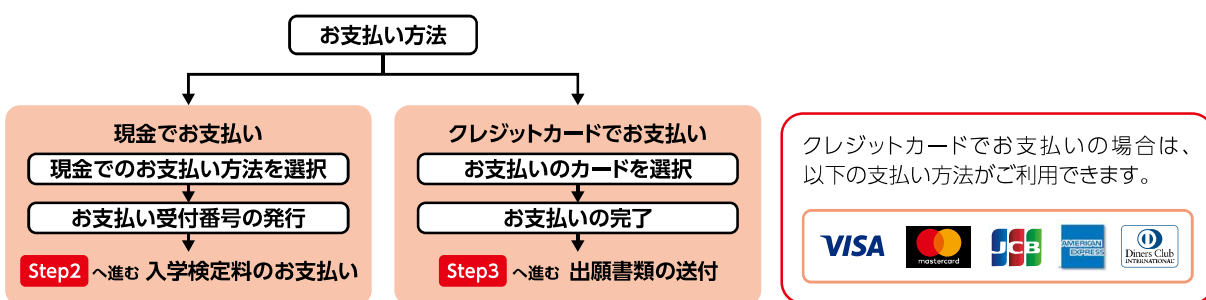 お支払い方法
現金でお支払い
現金でのお支払い方法を選択
お支払い受付番号の発行
Step2 へ進む 入学検定料のお支払い
クレジットカードでお支払い
お支払いのカードを選択
お支払いの完了
Step3 へ進む 出願書類の送付
クレジットカードでお支払いの場合は、
以下の支払い方法がご利用できます。
VISA
mastercard
JCB
AMERICAN
EXPRESS
Diners Club
INTERNATIONAL